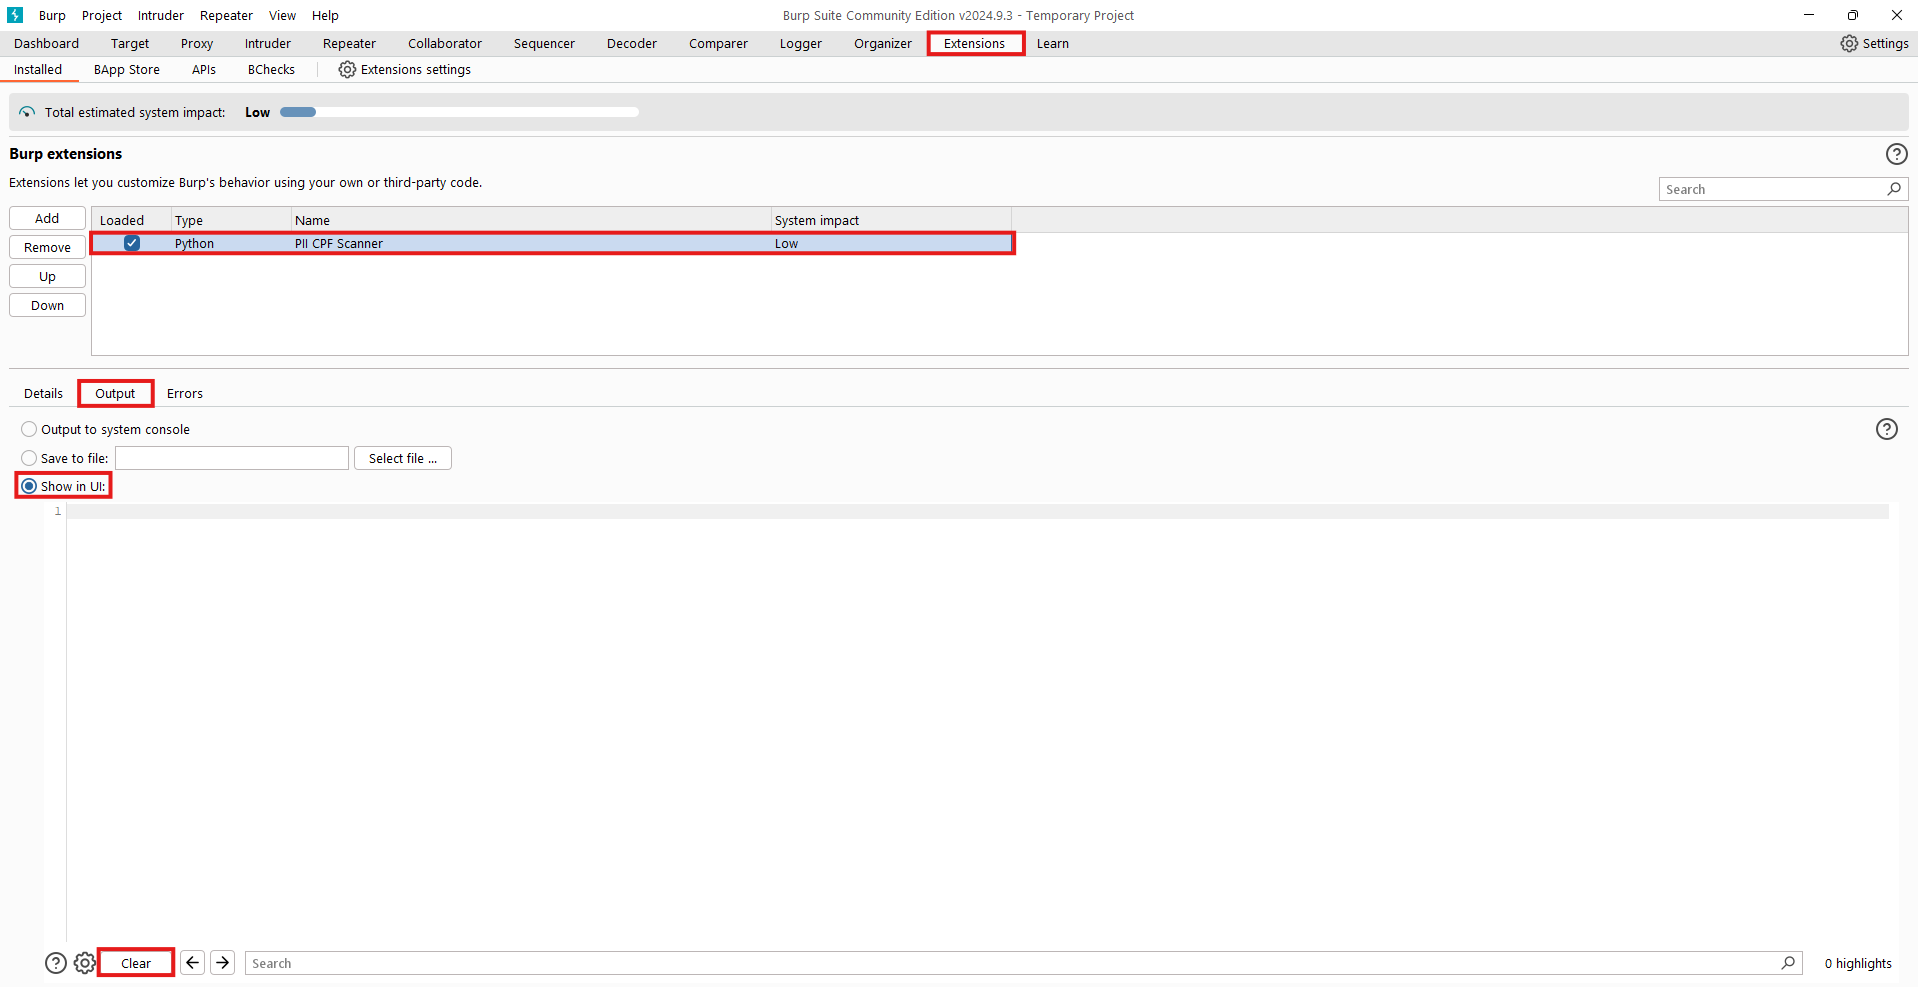 Burp Project Intruder Repeater View Help Burp Suite Community Edition v2024.9.3 - Temporary Project
Dashboard Target Proxy Intruder Repeater Collaborator Sequencer Decoder Comparer Logger Organizer Extensions Learn Settings
Installed BApp Store APIs BChecks Extensions settings
Total estimated system impact: Low
Burp extensions
Extensions let you customize Burp's behavior using your own or third-party code.
Search
Add
Remove
Up
Down
Loaded Type Name System impact
Python PII CPF Scanner Low
Details Output Errors
Output to system console
Save to file: Select file ...
Show in UI:
1
Clear Search 0 highlights